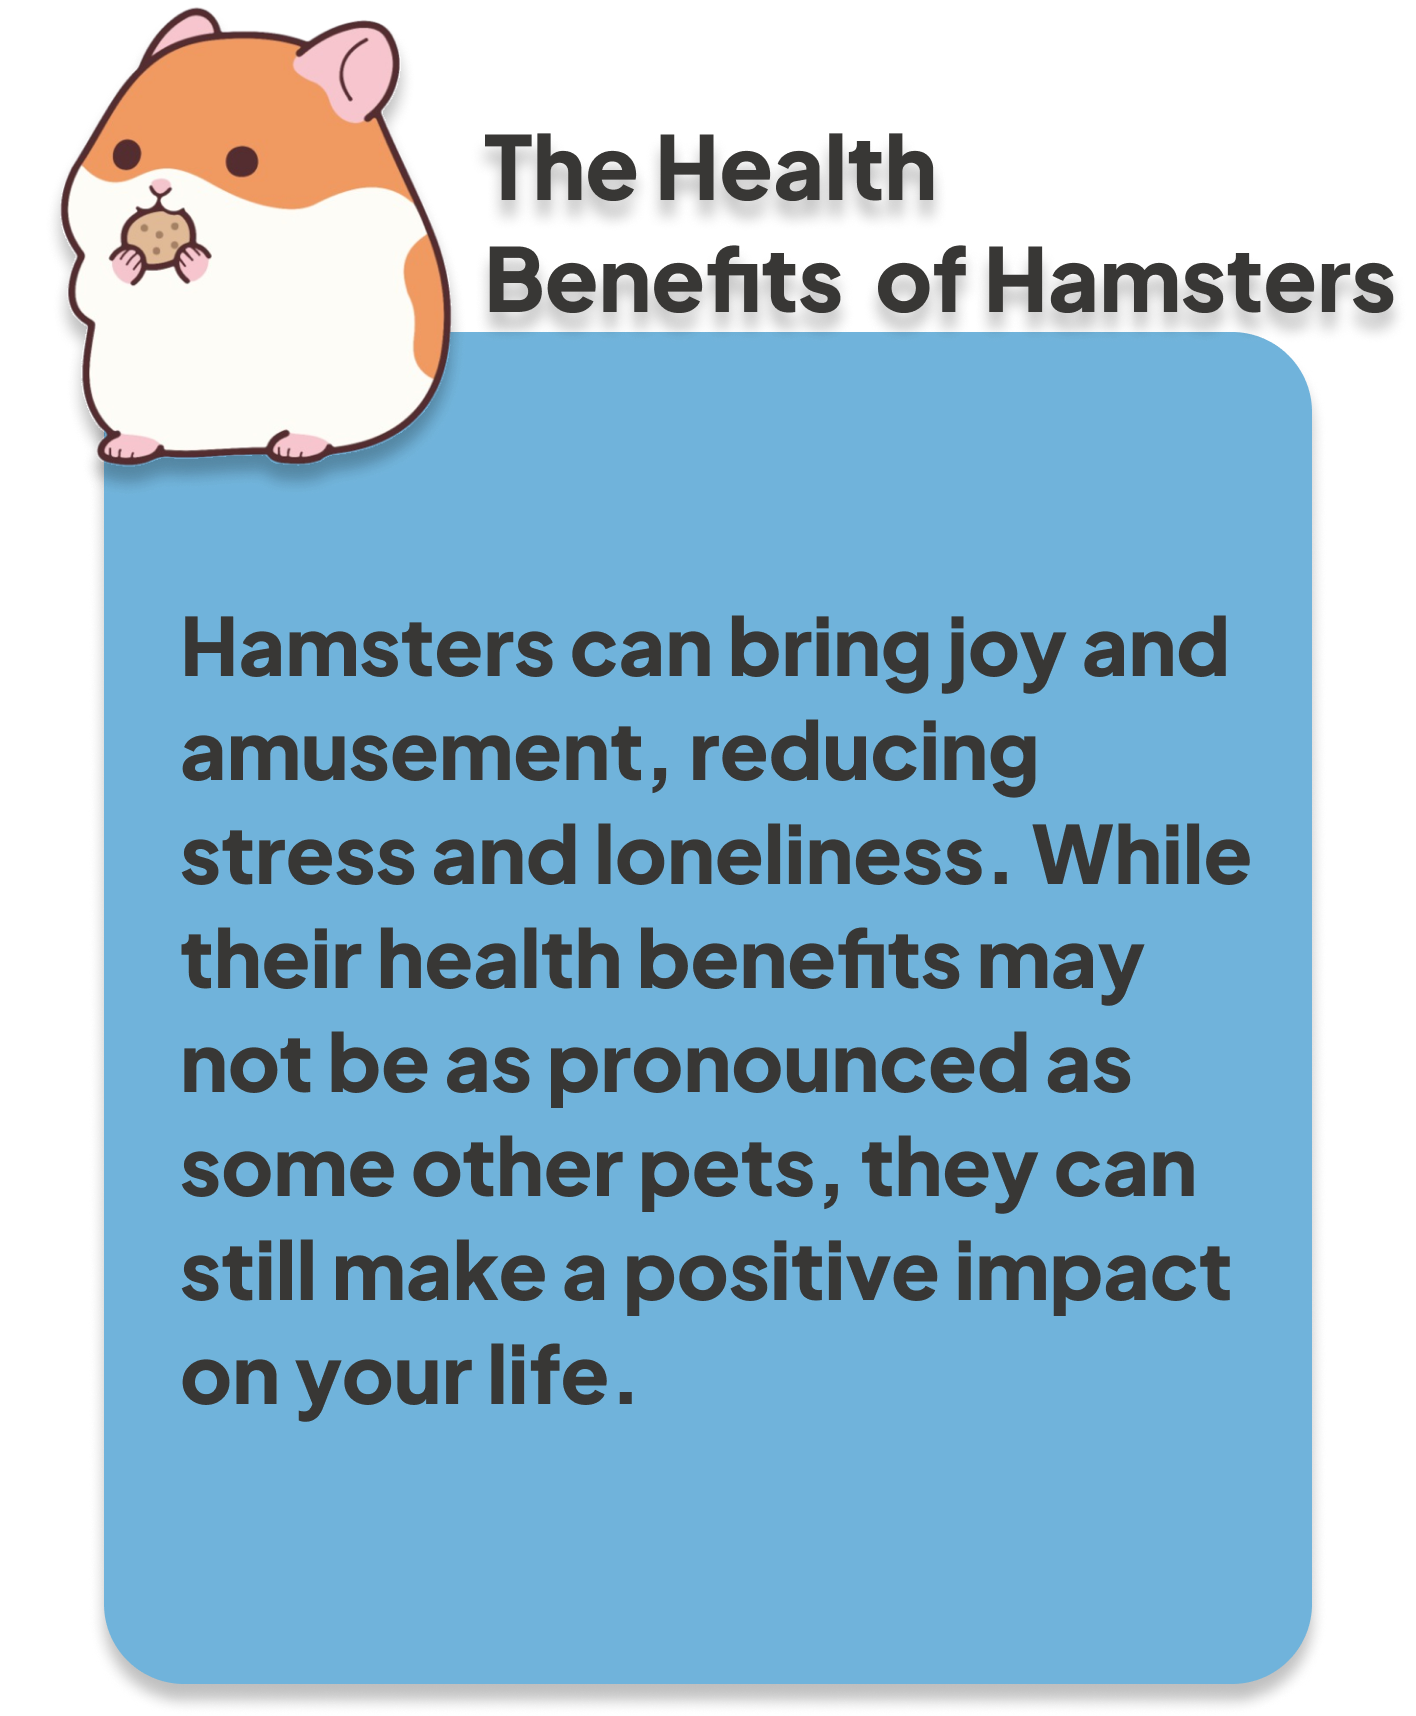 The Health
Benefits of Hamsters
Hamsters can bring joy and
amusement, reducing
stress and loneliness. While
their health benefits may
not be as pronounced as
some other pets, they can
still make a positive impact
on your life.